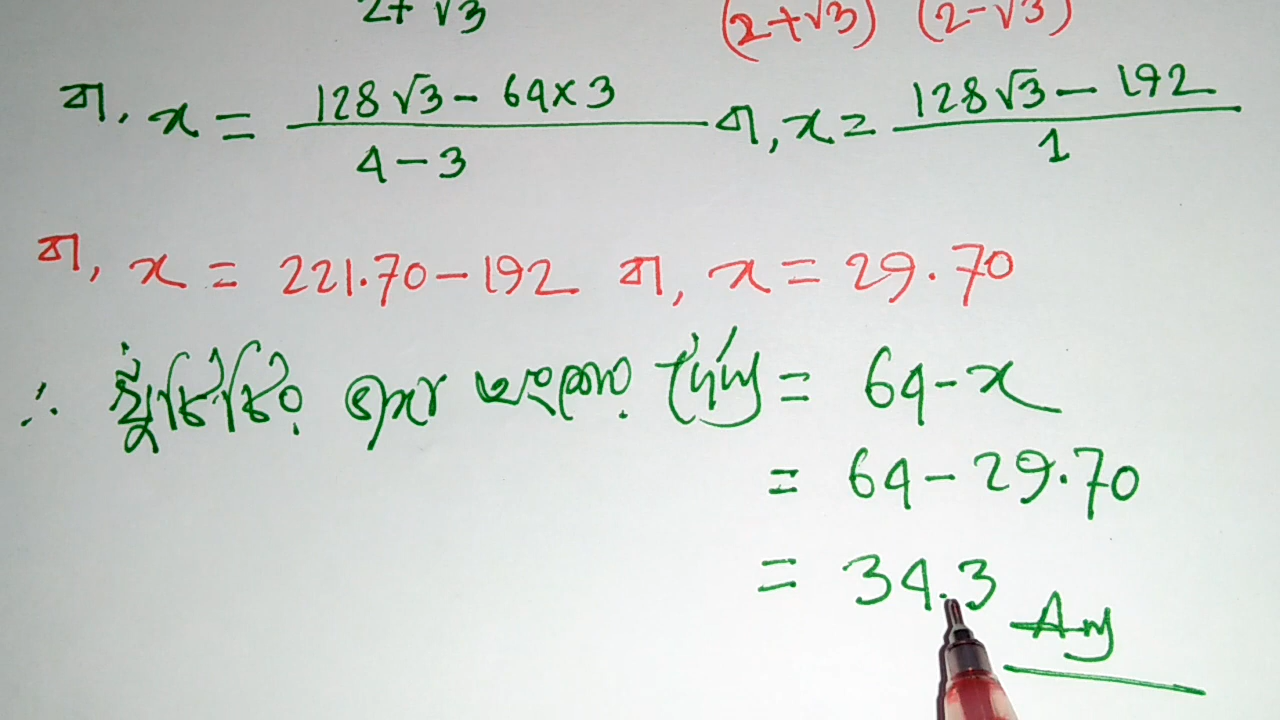 2+√3 (2+√3) (2-√3)
বা, x = 128√3 - 64×3 / 4-3 বা, x = 128√3 - 192 / 1
বা, x = 221.70-192 বা, x = 29.70
∴ খুঁটিটির ভাঙ্গা অংশের দৈর্ঘ্য = 64-x
= 64-29.70
= 34.3 Ans